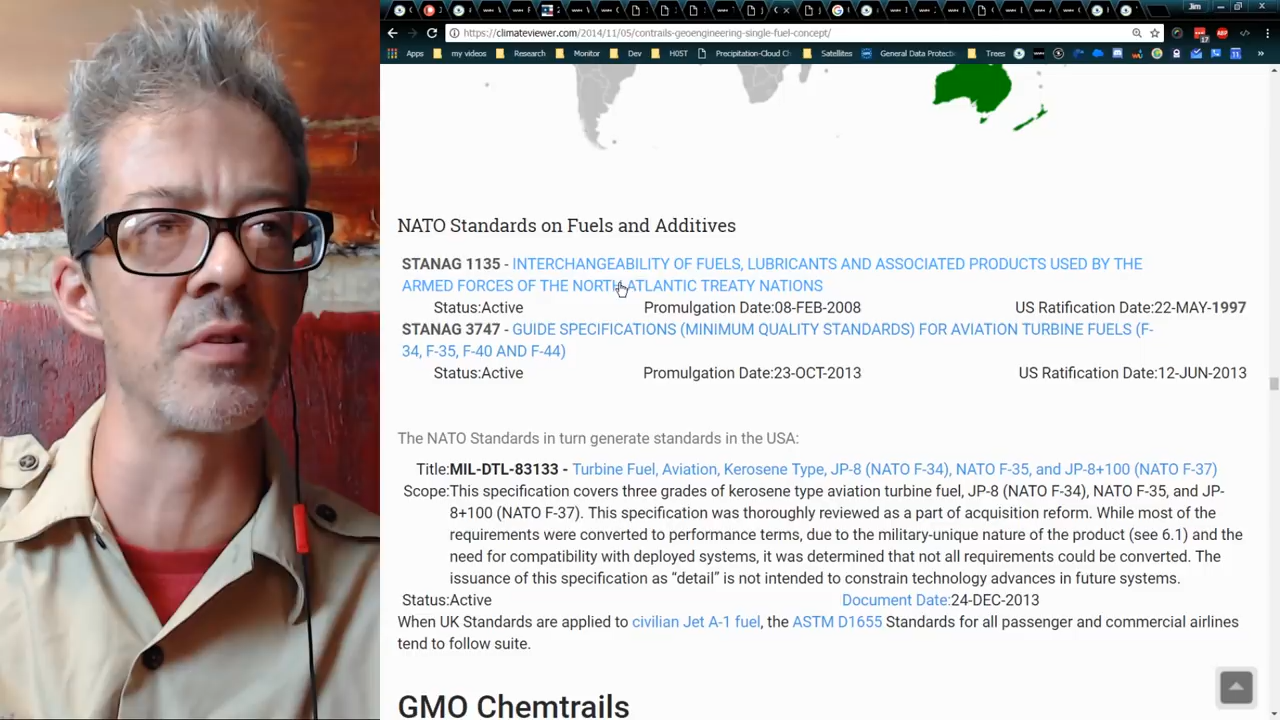 Jim
https://climateviewer.com/2014/11/05/contrails-geoengineering-single-fuel-concept/
Apps my videos Research Monitor Dev H05T Precipitation-Cloud Ch Satellites General Data Protecti Trees
NATO Standards on Fuels and Additives
STANAG 1135 - INTERCHANGEABILITY OF FUELS, LUBRICANTS AND ASSOCIATED PRODUCTS USED BY THE
ARMED FORCES OF THE NORTH ATLANTIC TREATY NATIONS
Status:Active Promulgation Date:08-FEB-2008 US Ratification Date:22-MAY-1997
STANAG 3747 - GUIDE SPECIFICATIONS (MINIMUM QUALITY STANDARDS) FOR AVIATION TURBINE FUELS (F-
34, F-35, F-40 AND F-44)
Status:Active Promulgation Date:23-OCT-2013 US Ratification Date:12-JUN-2013
The NATO Standards in turn generate standards in the USA:
Title:MIL-DTL-83133 - Turbine Fuel, Aviation, Kerosene Type, JP-8 (NATO F-34), NATO F-35, and JP-8+100 (NATO F-37)
Scope:This specification covers three grades of kerosene type aviation turbine fuel, JP-8 (NATO F-34), NATO F-35, and JP-
8+100 (NATO F-37). This specification was thoroughly reviewed as a part of acquisition reform. While most of the
requirements were converted to performance terms, due to the military-unique nature of the product (see 6.1) and the
need for compatibility with deployed systems, it was determined that not all requirements could be converted. The
issuance of this specification as “detail” is not intended to constrain technology advances in future systems.
Status:Active Document Date:24-DEC-2013
When UK Standards are applied to civilian Jet A-1 fuel, the ASTM D1655 Standards for all passenger and commercial airlines
tend to follow suite.
GMO Chemtrails